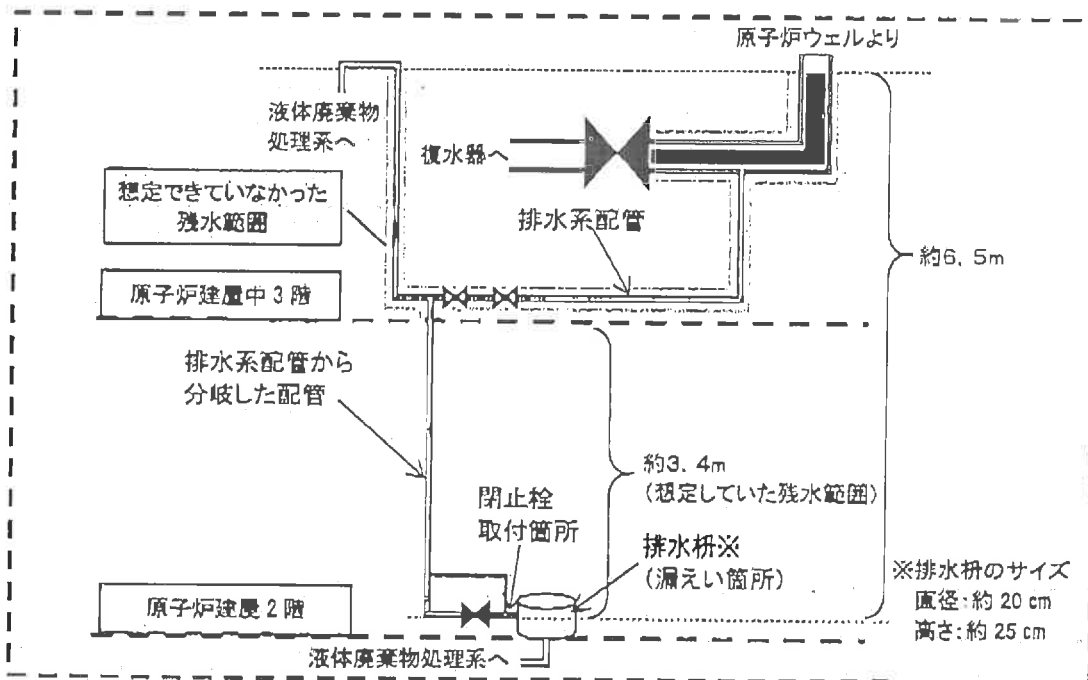 原子炉ウェルより
液体廃棄物
処理系へ
復水器へ
想定できていなかった
残水範囲
排水系配管
約6.5m
原子炉建屋中3階
排水系配管から
分岐した配管
約3.4m
(想定していた残水範囲)
閉止栓
取付箇所
排水枡※
(漏えい箇所)
※排水枡のサイズ
直径:約20cm
高さ:約25cm
原子炉建屋2階
液体廃棄物処理系へ